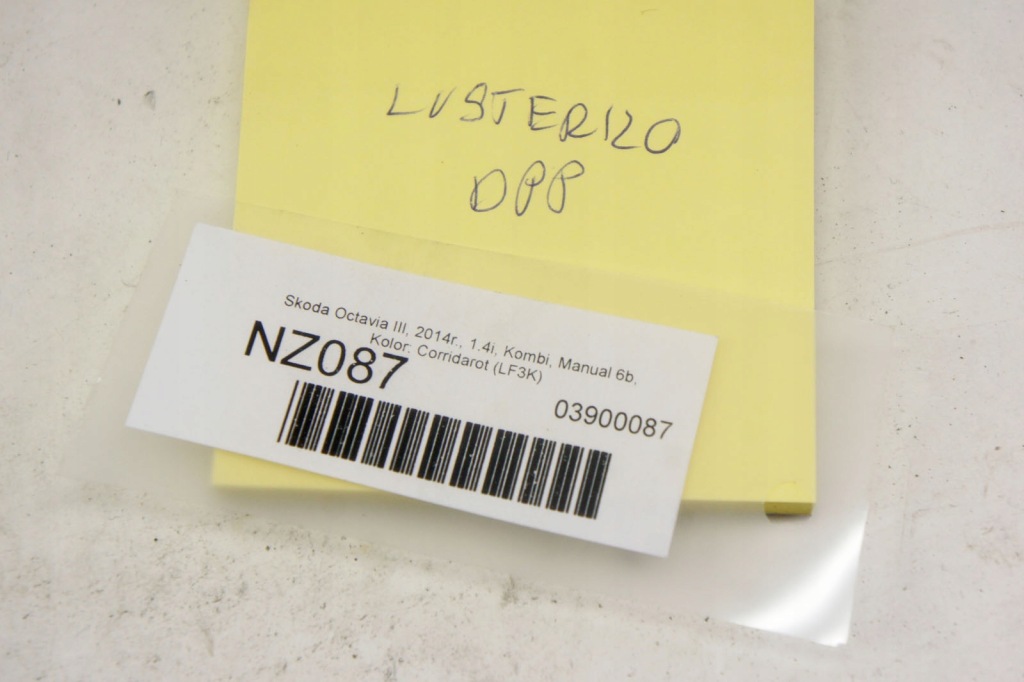 LUSTERKO
DPP
Skoda Octavia III, 2014r., 1.4i, Kombi, Manual 6b,
Kolor: Corridarot (LF3K)
NZ087
03900087